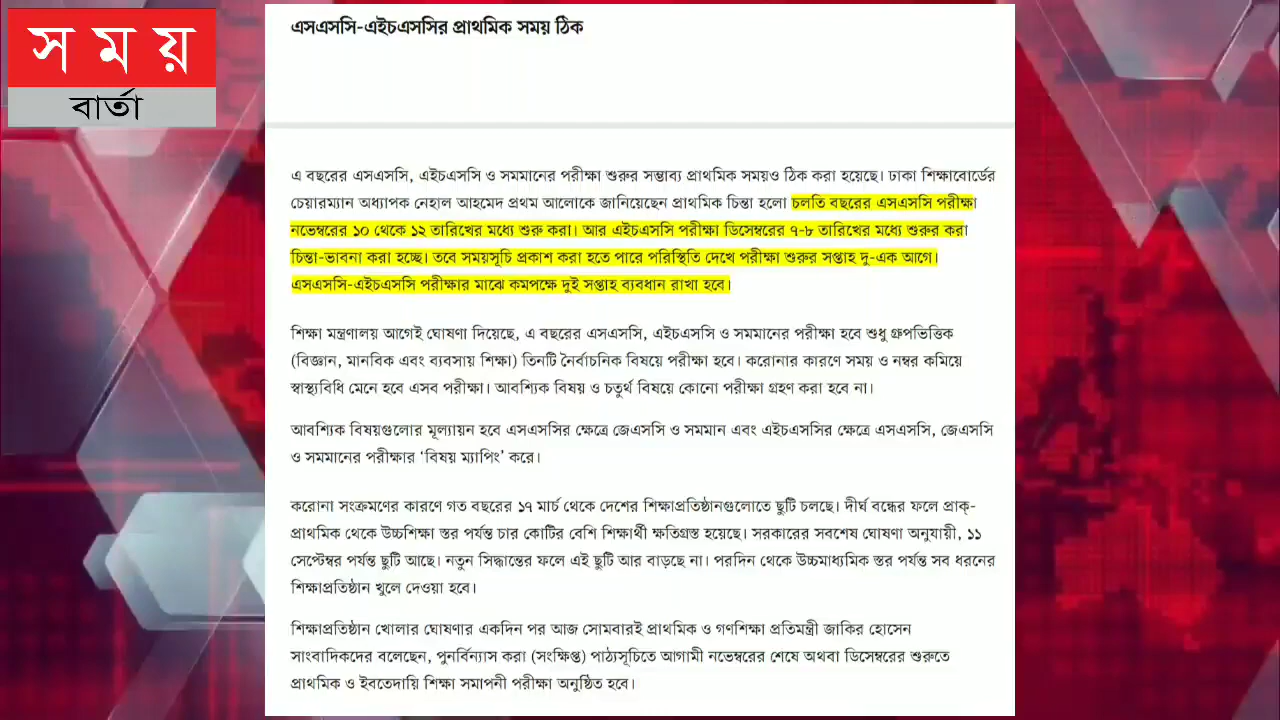 সময়
বার্তা
এসএসসি-এইচএসসির প্রাথমিক সময় ঠিক
এ বছরের এসএসসি, এইচএসসি ও সমমানের পরীক্ষা শুরুর সম্ভাব্য প্রাথমিক সময়ও ঠিক করা হয়েছে। ঢাকা শিক্ষাবোর্ডের
চেয়ারম্যান অধ্যাপক নেহাল আহমেদ প্রথম আলোকে জানিয়েছেন প্রাথমিক চিন্তা হলো চলতি বছরের এসএসসি পরীক্ষা
নভেম্বরের ১০ থেকে ১২ তারিখের মধ্যে শুরু করা। আর এইচএসসি পরীক্ষা ডিসেম্বরের ৭-৮ তারিখের মধ্যে শুরুর করা
চিন্তা-ভাবনা করা হচ্ছে। তবে সময়সূচি প্রকাশ করা হতে পারে পরিস্থিতি দেখে পরীক্ষা শুরুর সপ্তাহ দু-এক আগে।
এসএসসি-এইচএসসি পরীক্ষার মাঝে কমপক্ষে দুই সপ্তাহ ব্যবধান রাখা হবে।
শিক্ষা মন্ত্রণালয় আগেই ঘোষণা দিয়েছে, এ বছরের এসএসসি, এইচএসসি ও সমমানের পরীক্ষা হবে শুধু গ্রুপভিত্তিক
(বিজ্ঞান, মানবিক এবং ব্যবসায় শিক্ষা) তিনটি নৈর্বাচনিক বিষয়ে পরীক্ষা হবে। করোনার কারণে সময় ও নম্বর কমিয়ে
স্বাস্থ্যবিধি মেনে হবে এসব পরীক্ষা। আবশ্যিক বিষয় ও চতুর্থ বিষয়ে কোনো পরীক্ষা গ্রহণ করা হবে না।
আবশ্যিক বিষয়গুলোর মূল্যায়ন হবে এসএসসির ক্ষেত্রে জেএসসি ও সমমান এবং এইচএসসির ক্ষেত্রে এসএসসি, জেএসসি
ও সমমানের পরীক্ষার ‘বিষয় ম্যাপিং’ করে।
করোনা সংক্রমণের কারণে গত বছরের ১৭ মার্চ থেকে দেশের শিক্ষাপ্রতিষ্ঠানগুলোতে ছুটি চলছে। দীর্ঘ বন্ধের ফলে প্রাক্-
প্রাথমিক থেকে উচ্চশিক্ষা স্তর পর্যন্ত চার কোটির বেশি শিক্ষার্থী ক্ষতিগ্রস্ত হয়েছে। সরকারের সবশেষ ঘোষণা অনুযায়ী, ১১
সেপ্টেম্বর পর্যন্ত ছুটি আছে। নতুন সিদ্ধান্তের ফলে এই ছুটি আর বাড়ছে না। পরদিন থেকে উচ্চমাধ্যমিক স্তর পর্যন্ত সব ধরনের
শিক্ষাপ্রতিষ্ঠান খুলে দেওয়া হবে।
শিক্ষাপ্রতিষ্ঠান খোলার ঘোষণার একদিন পর আজ সোমবারই প্রাথমিক ও গণশিক্ষা প্রতিমন্ত্রী জাকির হোসেন
সাংবাদিকদের বলেছেন, পুনর্বিন্যাস করা (সংক্ষিপ্ত) পাঠ্যসূচিতে আগামী নভেম্বরের শেষে অথবা ডিসেম্বরের শুরুতে
প্রাথমিক ও ইবতেদায়ি শিক্ষা সমাপনী পরীক্ষা অনুষ্ঠিত হবে।